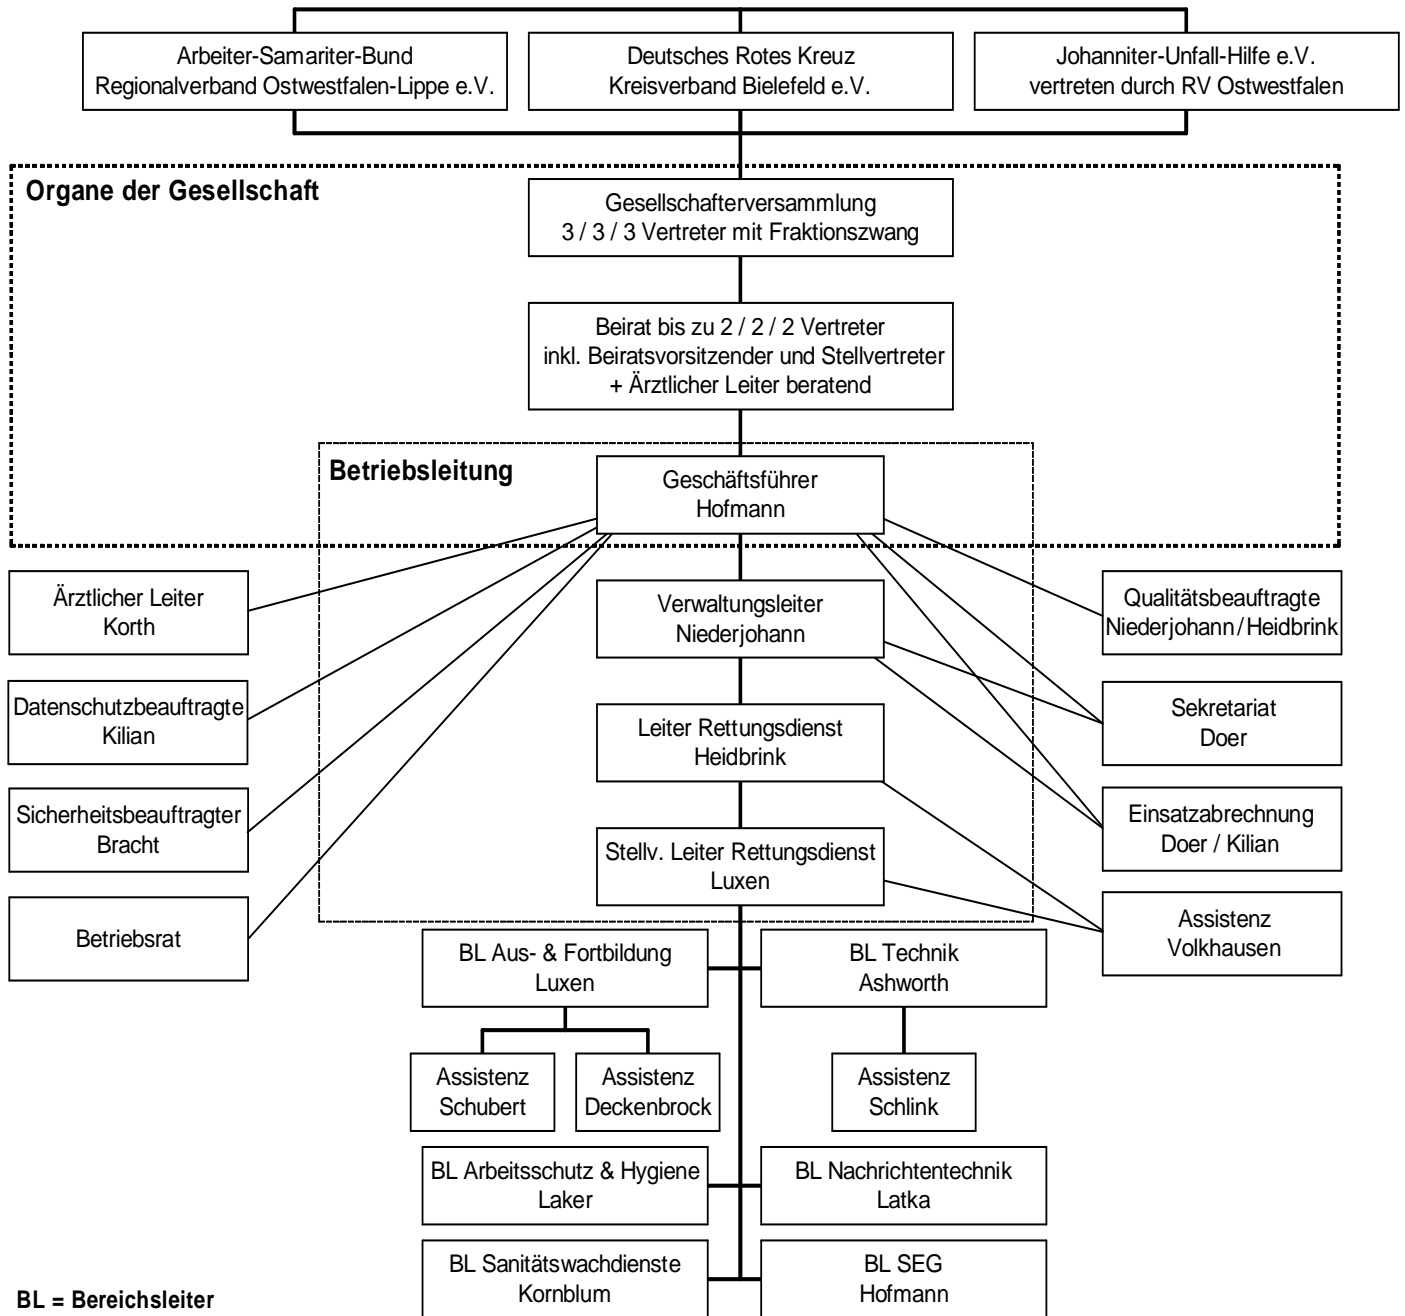 Arbeiter-Samariter-Bund
Regionalverband Ostwestfalen-Lippe e.V.
Deutsches Rotes Kreuz
Kreisverband Bielefeld e.V.
Johanniter-Unfall-Hilfe e.V.
vertreten durch RV Ostwestfalen
Organe der Gesellschaft
Gesellschafterversammlung
3 / 3 / 3 Vertreter mit Fraktionszwang
Beirat bis zu 2 / 2 / 2 Vertreter
inkl. Beiratsvorsitzender und Stellvertreter
+ Ärztlicher Leiter beratend
Betriebsleitung
Geschäftsführer
Hofmann
Ärztlicher Leiter
Korth
Verwaltungsleiter
Niederjohann
Qualitätsbeauftragte
Niederjohann/Heidbrink
Datenschutzbeauftragte
Kilian
Leiter Rettungsdienst
Heidbrink
Sekretariat
Doer
Sicherheitsbeauftragter
Bracht
Stellv. Leiter Rettungsdienst
Luxen
Einsatzabrechnung
Doer / Kilian
Betriebsrat
Assistenz
Volkhausen
BL Aus- & Fortbildung
Luxen
BL Technik
Ashworth
Assistenz
Schubert
Assistenz
Deckenbrock
Assistenz
Schlink
BL Arbeitsschutz & Hygiene
Laker
BL Nachrichtentechnik
Latka
BL Sanitätswachdienste
Kornblum
BL SEG
Hofmann
BL = Bereichsleiter